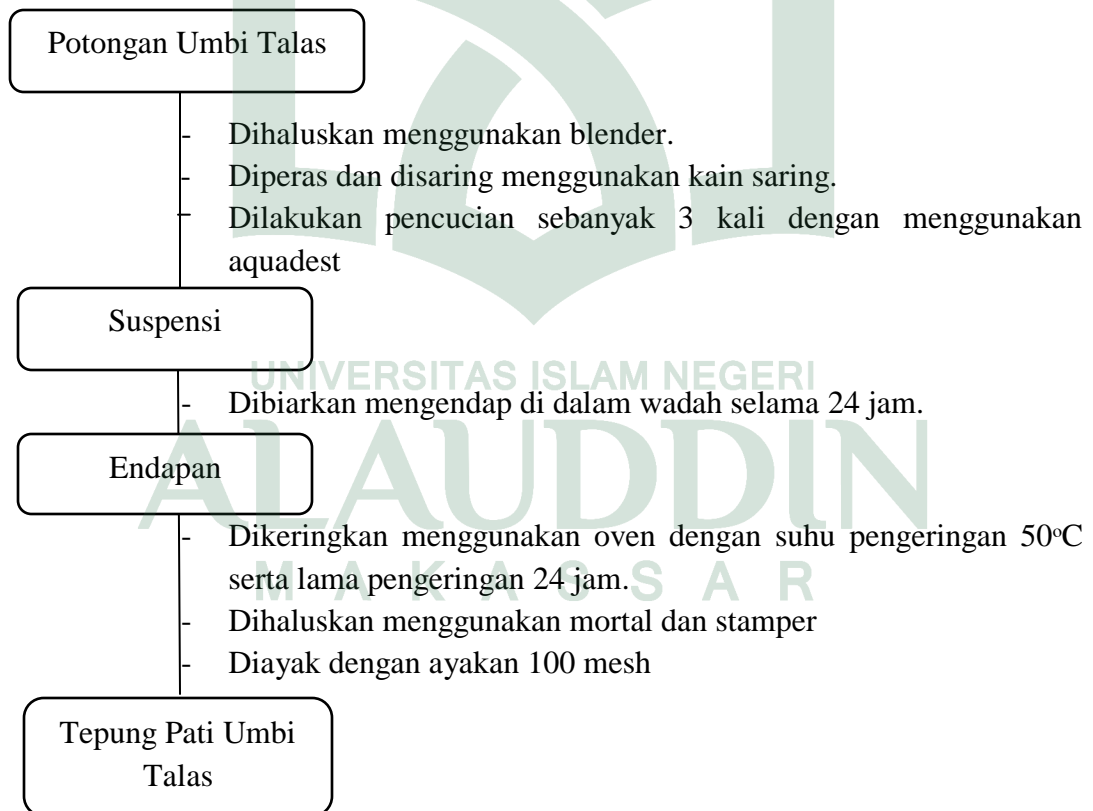 Potongan Umbi Talas
- Dihaluskan menggunakan blender.
- Diperas dan disaring menggunakan kain saring.
- Dilakukan pencucian sebanyak 3 kali dengan menggunakan
aquadest
Suspensi
UNIVERSITAS ISLAM NEGERI
- Dibiarkan mengendap di dalam wadah selama 24 jam.
ALAUDDIN
Endapan
- Dikeringkan menggunakan oven dengan suhu pengeringan 50°C
serta lama pengeringan 24 jam.
MAKASSAR
- Dihaluskan menggunakan mortal dan stamper
- Diayak dengan ayakan 100 mesh
Tepung Pati Umbi
Talas